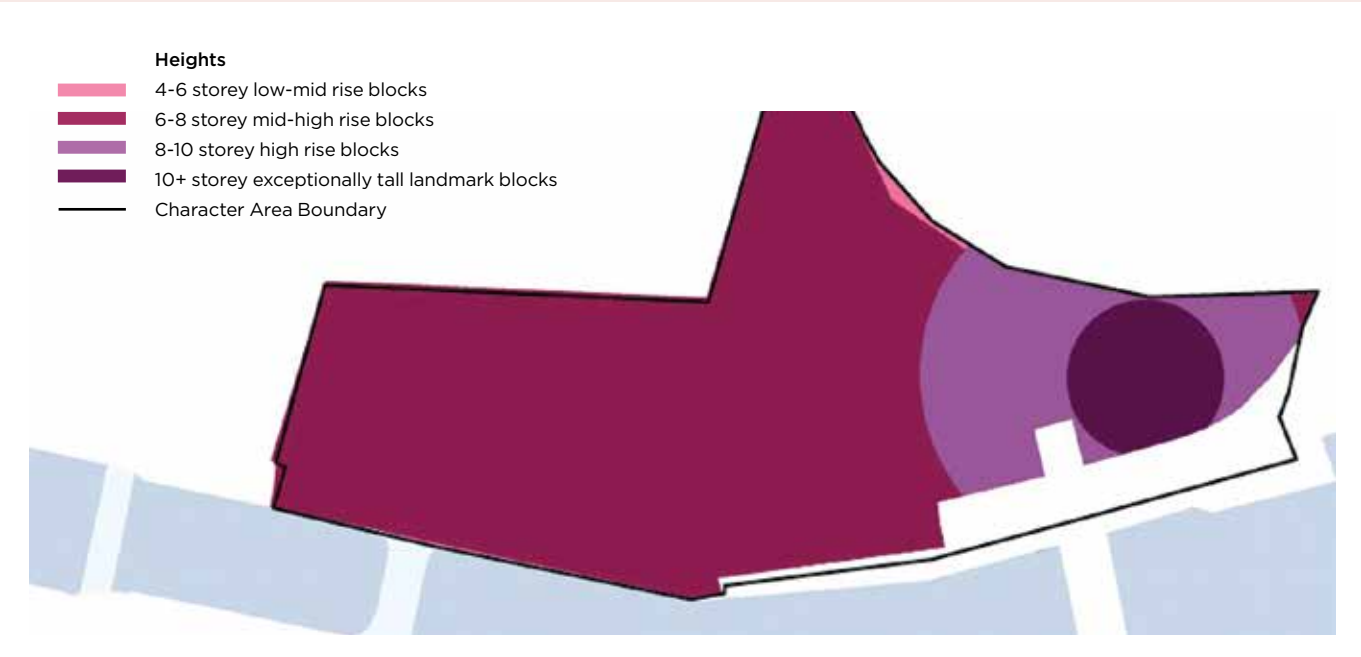 Heights
4-6 storey low-mid rise blocks
6-8 storey mid-high rise blocks
8-10 storey high rise blocks
10+ storey exceptionally tall landmark blocks
Character Area Boundary